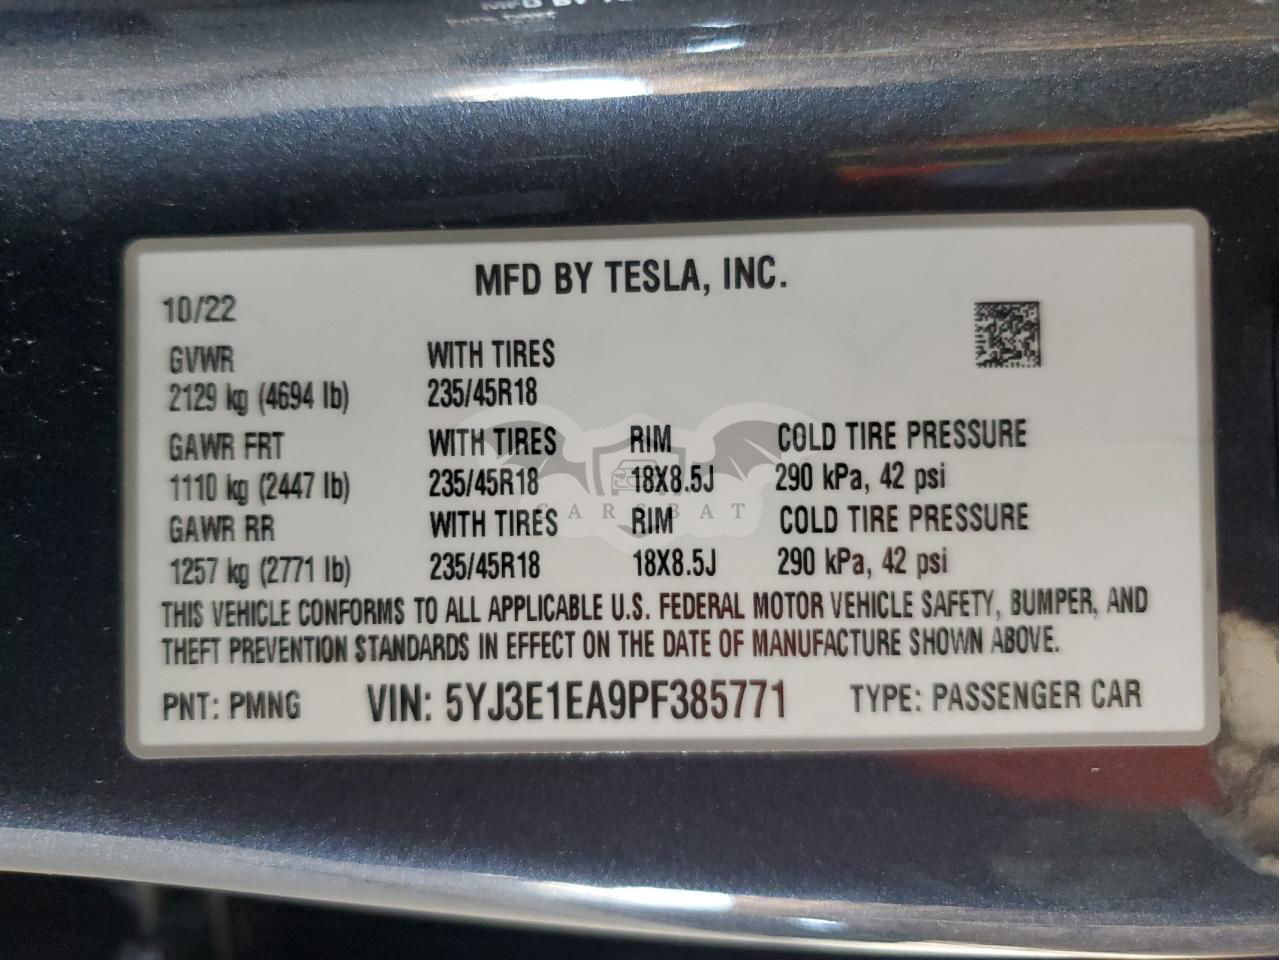 MFD BY TESLA, INC.
10/22
GVWR WITH TIRES
2129 kg (4694 lb) 235/45R18
GAWR FRT WITH TIRES RIM COLD TIRE PRESSURE
1110 kg (2447 lb) 235/45R18 18X8.5J 290 kPa, 42 psi
GAWR RR WITH TIRES RIM COLD TIRE PRESSURE
1257 kg (2771 lb) 235/45R18 18X8.5J 290 kPa, 42 psi
THIS VEHICLE CONFORMS TO ALL APPLICABLE U.S. FEDERAL MOTOR VEHICLE SAFETY, BUMPER, AND
THEFT PREVENTION STANDARDS IN EFFECT ON THE DATE OF MANUFACTURE SHOWN ABOVE.
PNT: PMNG VIN: 5YJ3E1EA9PF385771 TYPE: PASSENGER CAR